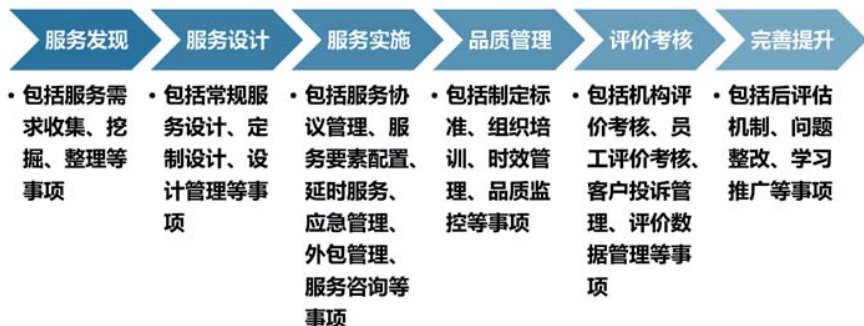 服务发现
服务设计
服务实施
品质管理
评价考核
完善提升
• 包括服务需
求收集、挖
掘、整理等
事项
• 包括常规服
务设计、定
制设计、设
计管理等事
项
• 包括服务协
议管理、服
务要素配置、
延时服务、
应急管理、
外包管理、
服务咨询等
事项
• 包括制定标
准、组织培
训、时效管
理、品质监
控等事项
• 包括机构评
价考核、员
工评价考核、
客户投诉管
理、评价数
据管理等事
项
• 包括后评估
机制、问题
整改、学习
推广等事项